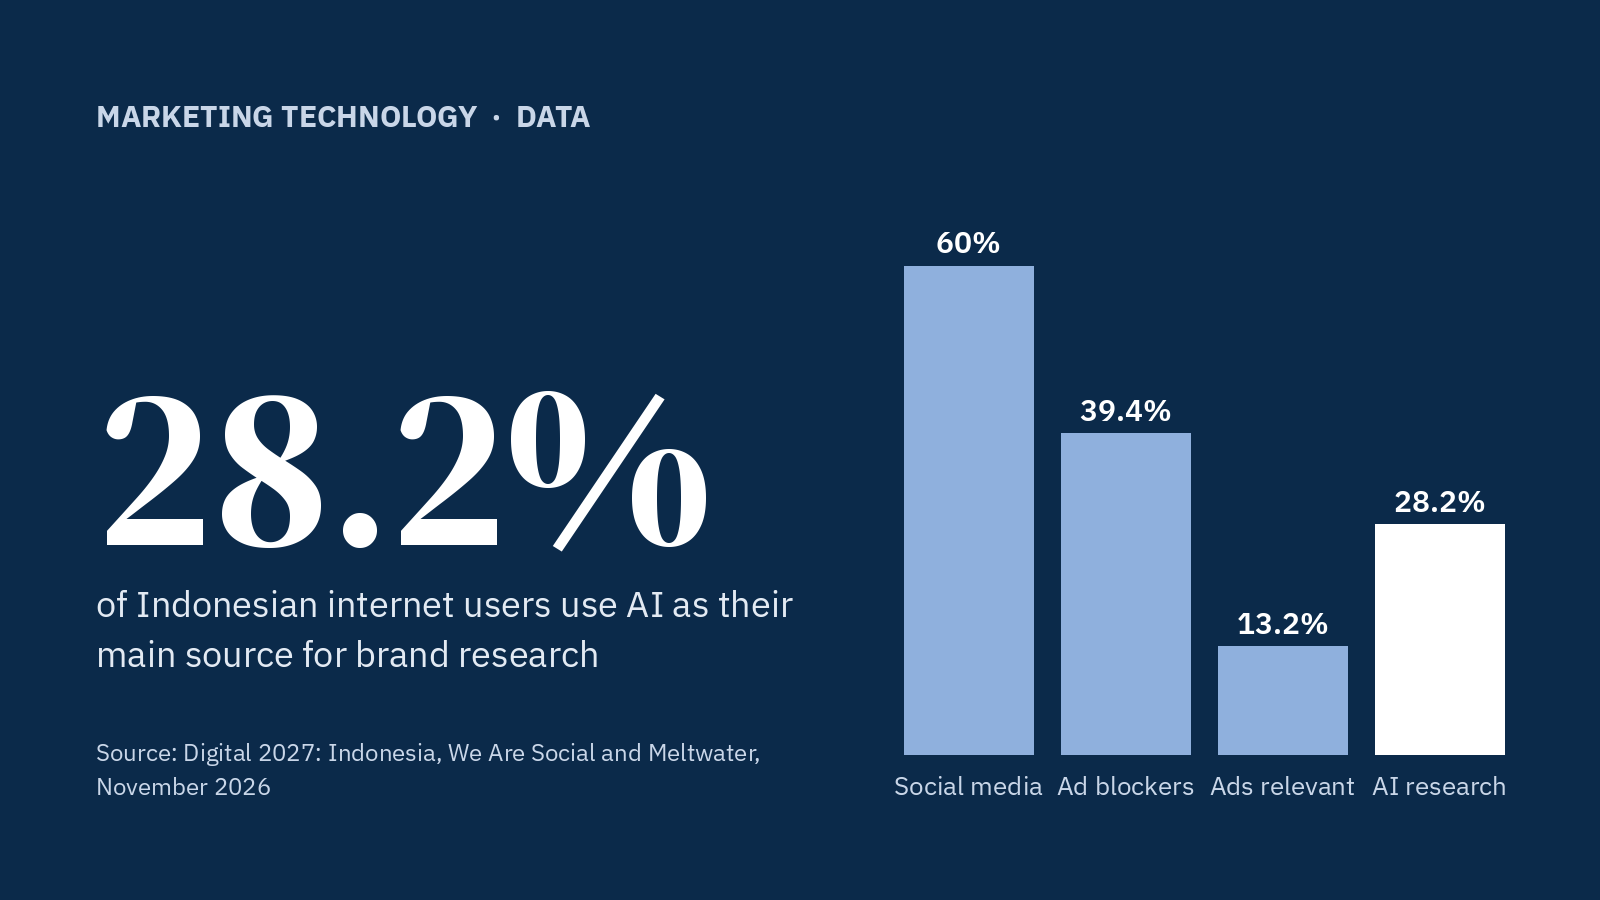 MARKETING TECHNOLOGY · DATA
28.2%
of Indonesian internet users use AI as their
main source for brand research
Source: Digital 2027: Indonesia, We Are Social and Meltwater,
November 2026
60%
39.4%
13.2%
28.2%
Social media
Ad blockers
Ads relevant
AI research